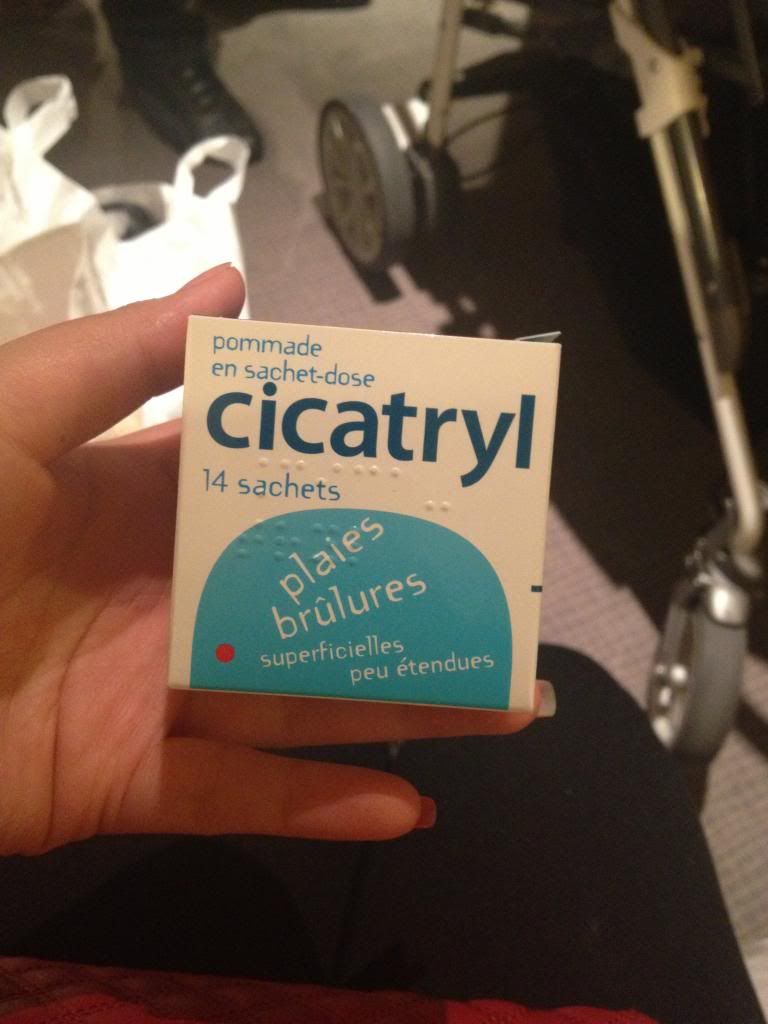 pommade
en sachet-dose
cicatryl
14 sachets
plaies
brûlures
superficielles
peu étendues